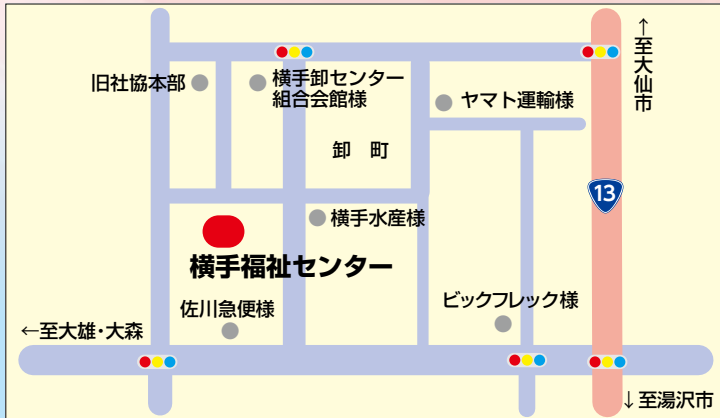 ↑至大仙市
旧社協本部
横手卸センター
組合会館様
ヤマト運輸様
卸 町
13
横手水産様
横手福祉センター
佐川急便様
ビックフレック様
←至大雄・大森
↓至湯沢市